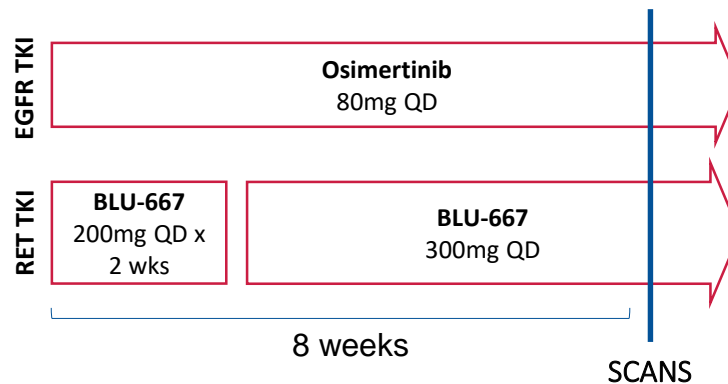 EGFR TKI
Osimertinib
80mg QD
RET TKI
BLU-667
200mg QD x
2 wks
BLU-667
300mg QD
8 weeks
SCANS